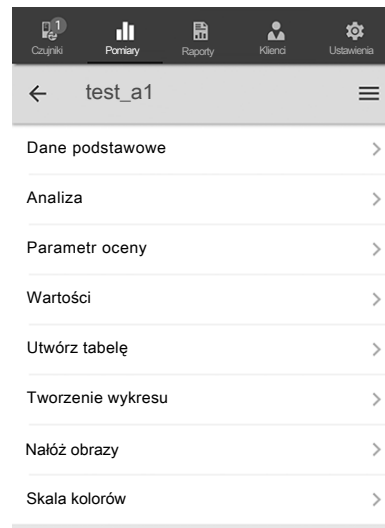 1
Czujniki Pomiary Raporty Klienci Ustawienia
test_a1
Dane podstawowe
Analiza
Parametr oceny
Wartości
Utwórz tabelę
Tworzenie wykresu
Nałóż obrazy
Skala kolorów